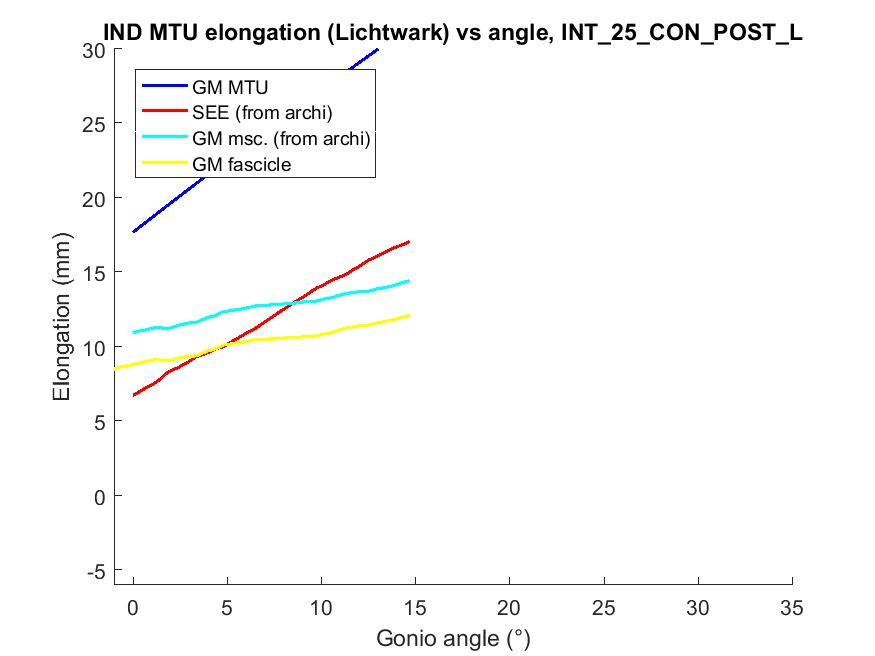 IND MTU elongation (Lichtwark) vs angle, INT_25_CON_POST_L
30
25
20
15
10
5
0
-5
Elongation (mm)
GM MTU
SEE (from archi)
GM msc. (from archi)
GM fascicle
0 5 10 15 20 25 30 35
Gonio angle (°)